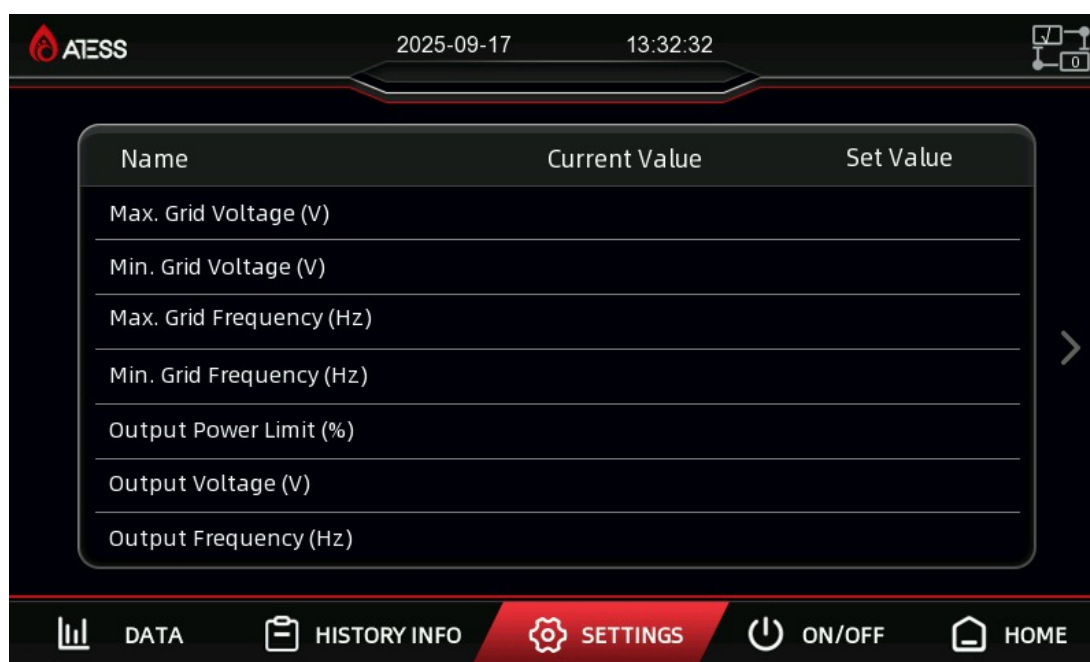 ATESS 2025-09-17 13:32:32
0
Name Current Value Set Value
Max. Grid Voltage (V)
Min. Grid Voltage (V)
Max. Grid Frequency (Hz)
Min. Grid Frequency (Hz)
Output Power Limit (%)
Output Voltage (V)
Output Frequency (Hz)
DATA HISTORY INFO SETTINGS ON/OFF HOME